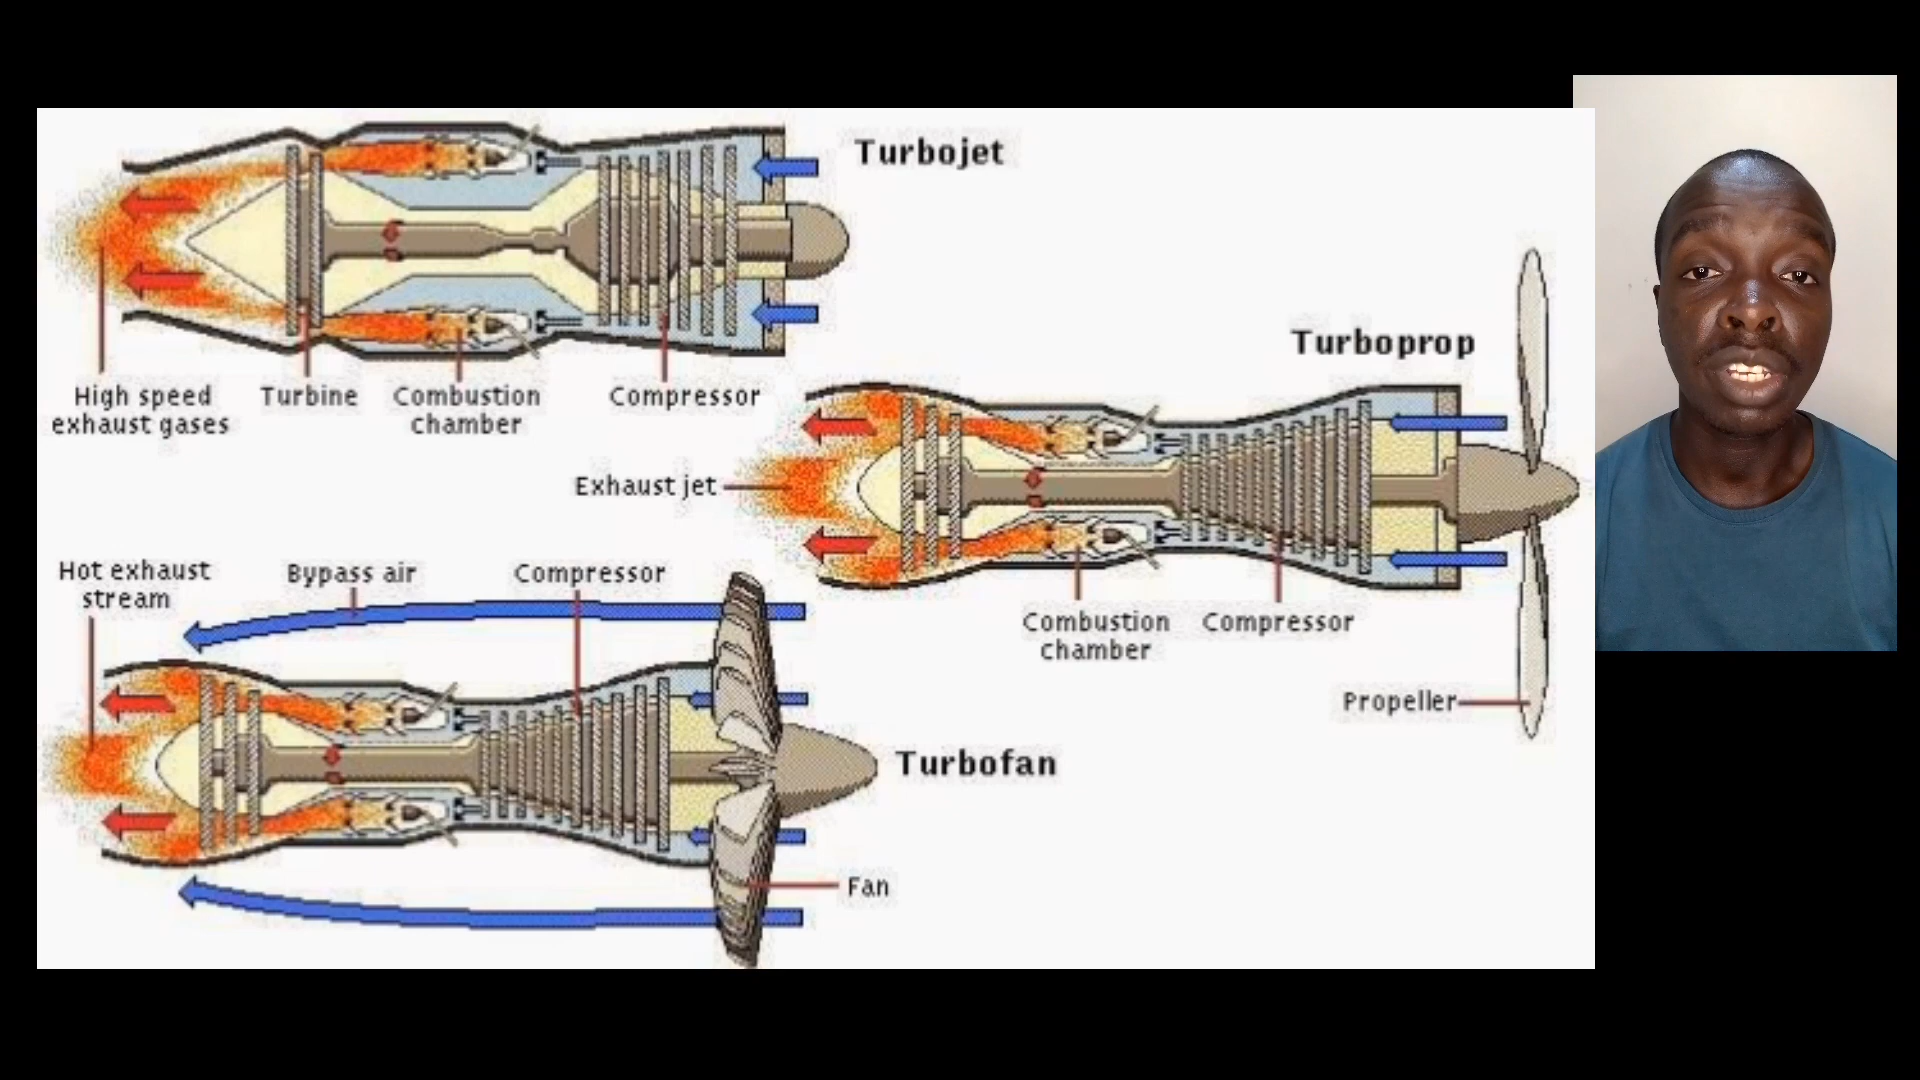 Turbojet
High speed
exhaust gases
Turbine
Combustion
chamber
Compressor
Turboprop
Exhaust jet
Combustion
chamber
Compressor
Propeller
Hot exhaust
stream
Bypass air
Compressor
Turbofan
Fan